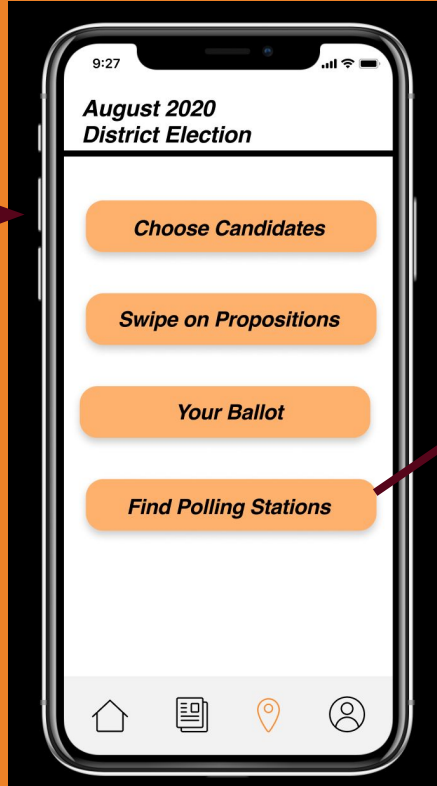 9:27
August 2020
District Election
Choose Candidates
Swipe on Propositions
Your Ballot
Find Polling Stations